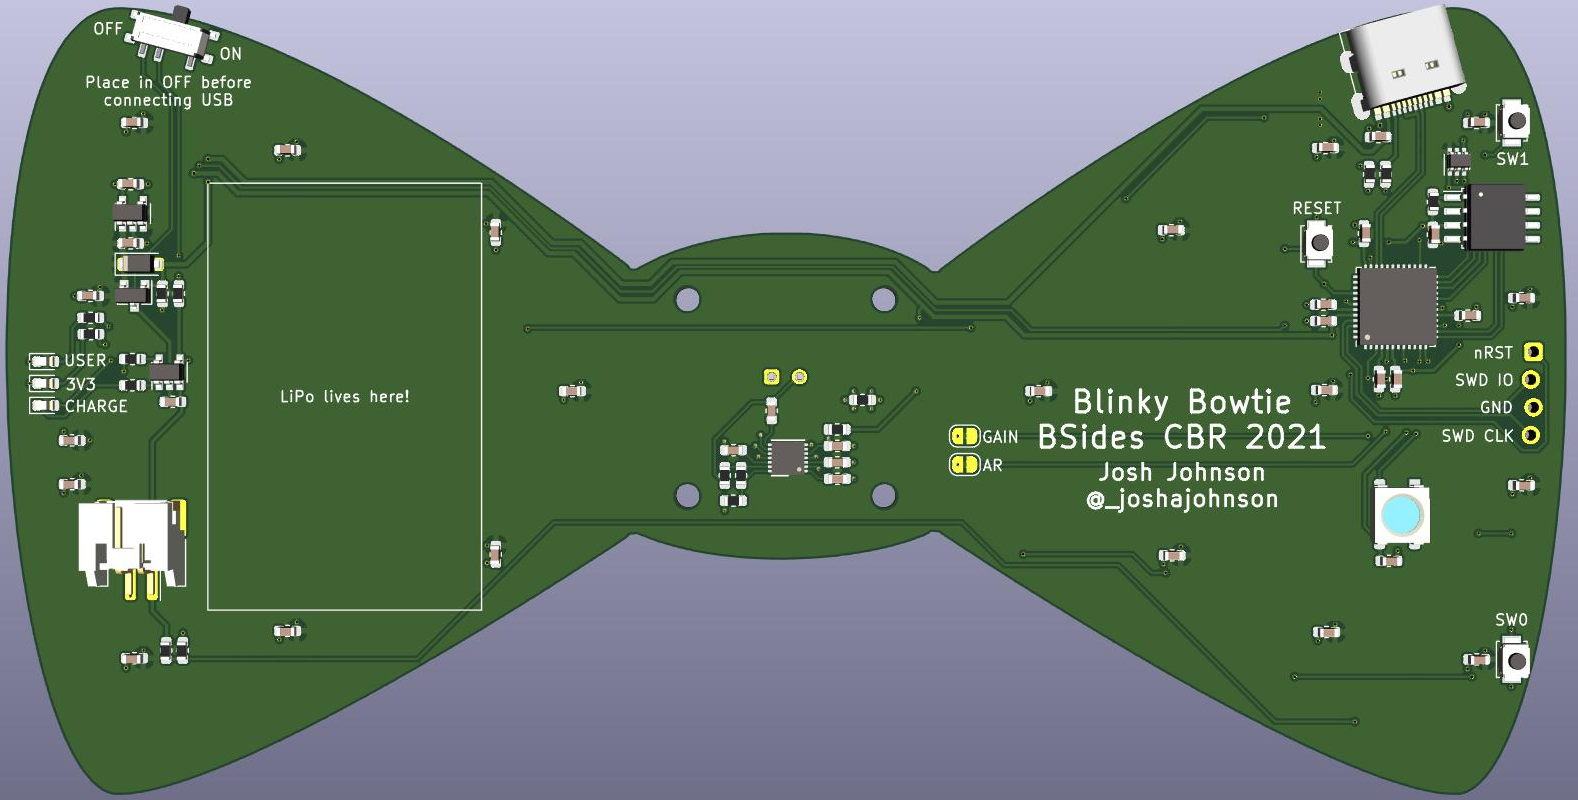 OFF
ON
Place in OFF before
connecting USB
SW1
RESET
USER
3V3
CHARGE
LiPo lives here!
nRST
SWD IO
GND
SWD CLK
Blinky Bowtie
GAIN
BSides CBR 2021
AR
Josh Johnson
@_joshajohnson
SW0